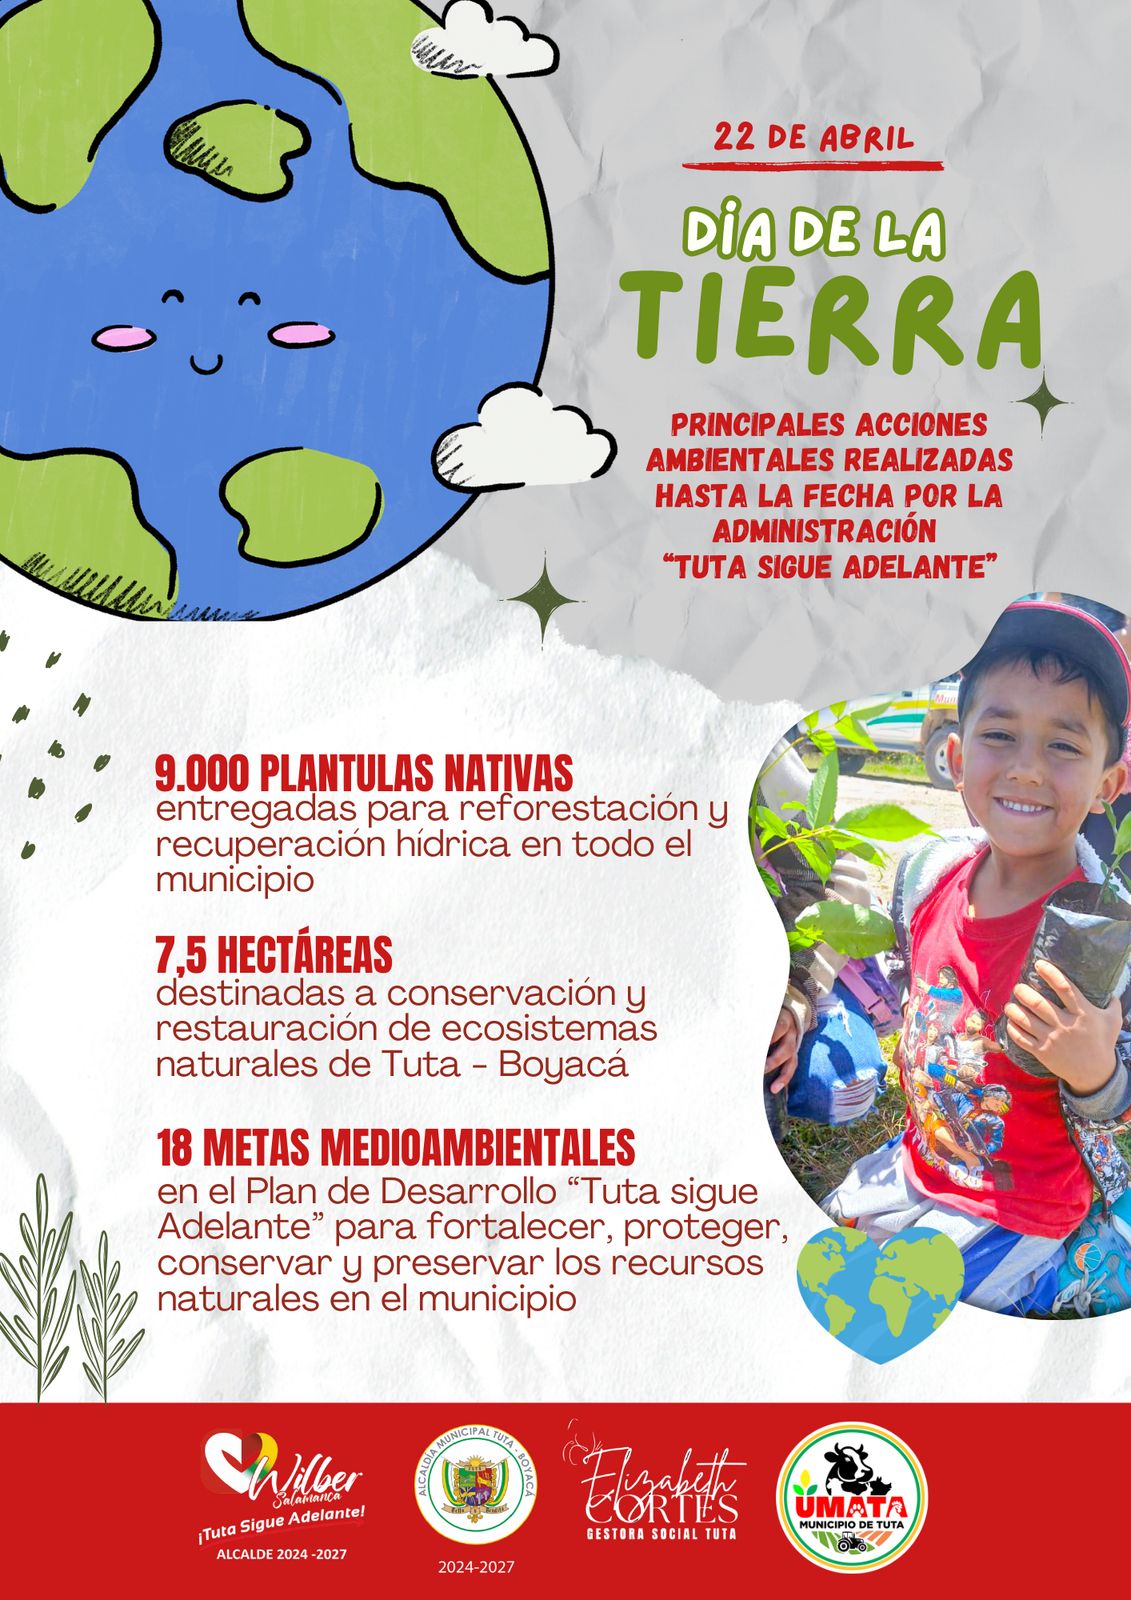 22 DE ABRIL
DiA DE LA
TIERRA
PRINCIPALES ACCIONES
AMBIENTALES REALIZADAS
HASTA LA FECHA POR LA
ADMINISTRACIÓN
“TUTA SIGUE ADELANTE”
9.000 PLANTULAS NATIVAS
entregadas para reforestación y
recuperación hídrica en todo el
municipio
7,5 HECTÁREAS
destinadas a conservación y
restauración de ecosistemas
naturales de Tuta - Boyacá
18 METAS MEDIOAMBIENTALES
en el Plan de Desarrollo “Tuta sigue
Adelante” para fortalecer, proteger,
conservar y preservar los recursos
naturales en el municipio
Wilber
Salamanca
¡Tuta Sigue Adelante!
ALCALDE 2024 -2027
ALCALDÍA MUNICIPAL TUTA - BOYACÁ
2024-2027
Elizabeth
CORTES
GESTORA SOCIAL TUTA
UMATA
MUNICIPIO DE TUTA